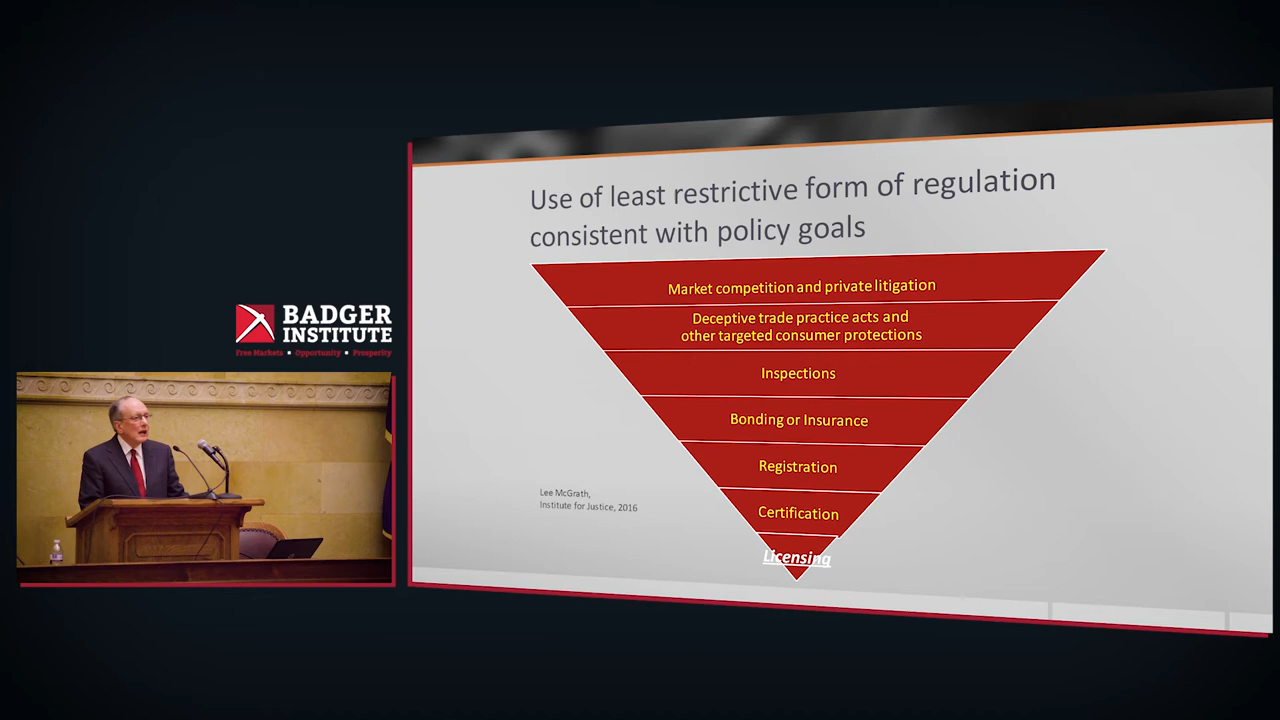 BADGER
INSTITUTE
Free Markets • Opportunity • Prosperity
Use of least restrictive form of regulation
consistent with policy goals
Market competition and private litigation
Deceptive trade practice acts and
other targeted consumer protections
Inspections
Bonding or Insurance
Registration
Certification
Licensing
Lee McGrath,
Institute for Justice, 2016